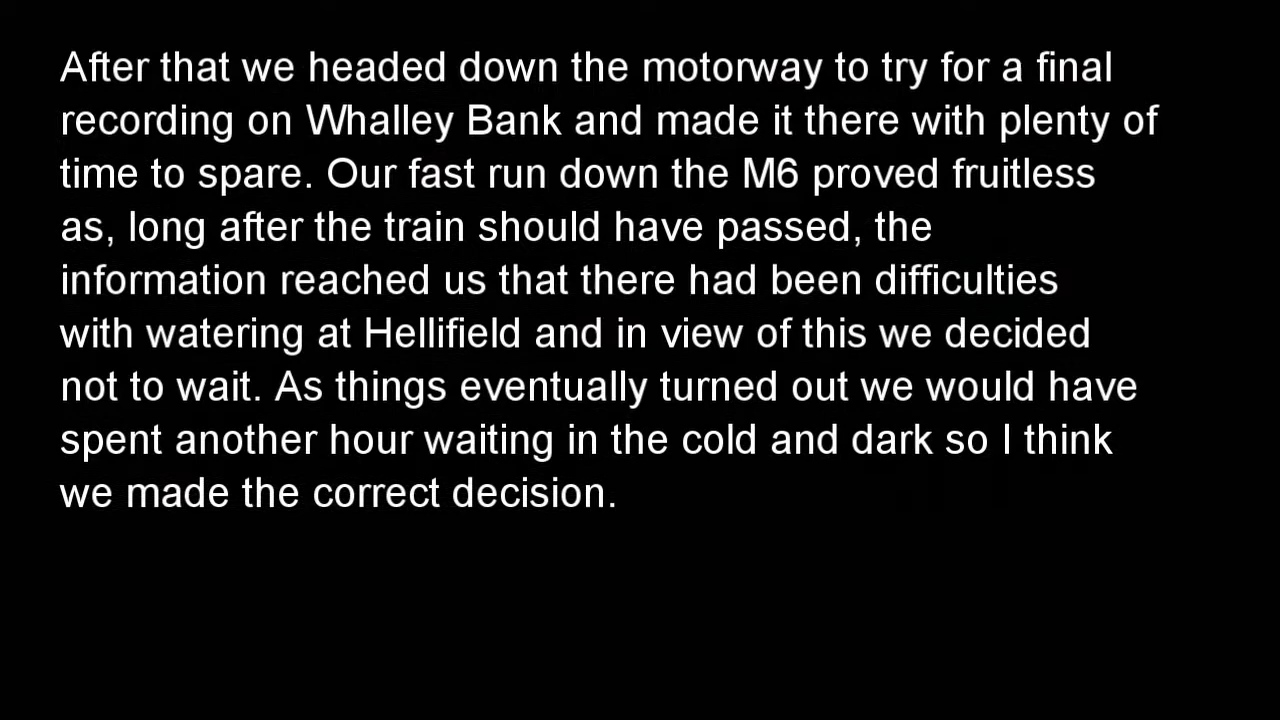 After that we headed down the motorway to try for a final
recording on Whalley Bank and made it there with plenty of
time to spare. Our fast run down the M6 proved fruitless
as, long after the train should have passed, the
information reached us that there had been difficulties
with watering at Hellifield and in view of this we decided
not to wait. As things eventually turned out we would have
spent another hour waiting in the cold and dark so I think
we made the correct decision.